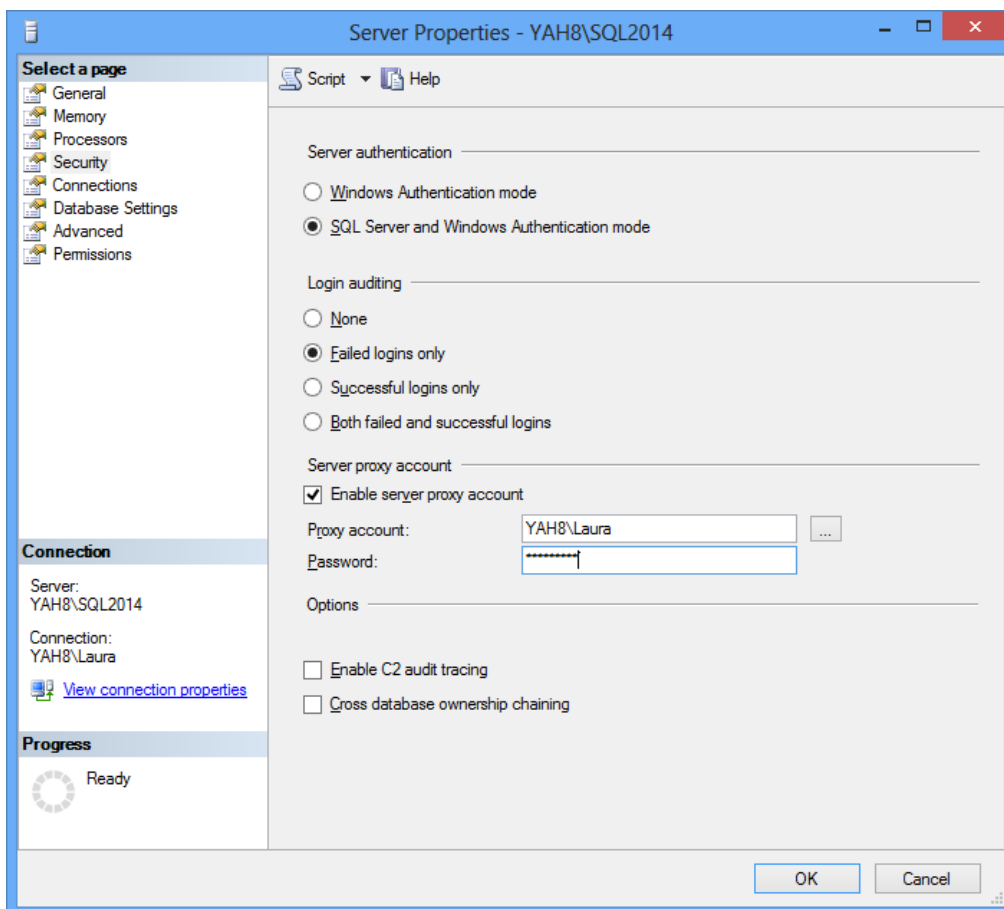 Server Properties - YAH8\SQL2014
Select a page
General
Memory
Processors
Security
Connections
Database Settings
Advanced
Permissions
Connection
Server:
YAH8\SQL2014
Connection:
YAH8\Laura
View connection properties
Progress
Ready
Script Help
Server authentication
Windows Authentication mode
SQL Server and Windows Authentication mode
Login auditing
None
Failed logins only
Successful logins only
Both failed and successful logins
Server proxy account
Enable server proxy account
Proxy account: YAH8\Laura ...
Password: *********
Options
Enable C2 audit tracing
Cross database ownership chaining
OK Cancel